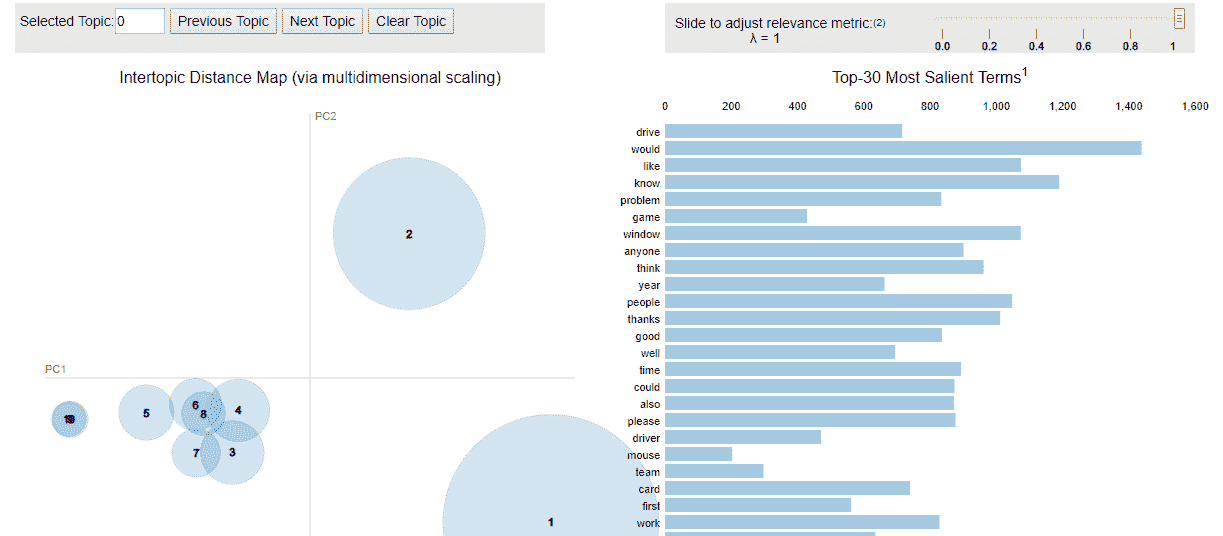 Selected Topic: 0 Previous Topic Next Topic Clear Topic
Slide to adjust relevance metric:(2)
λ = 1
0.0 0.2 0.4 0.6 0.8 1
Intertopic Distance Map (via multidimensional scaling)
PC2
PC1
2
5
6
8
4
7
3
1
Top-30 Most Salient Terms1
0 200 400 600 800 1,000 1,200 1,400 1,600
drive
would
like
know
problem
game
window
anyone
think
year
people
thanks
good
well
time
could
also
please
driver
mouse
team
card
first
work